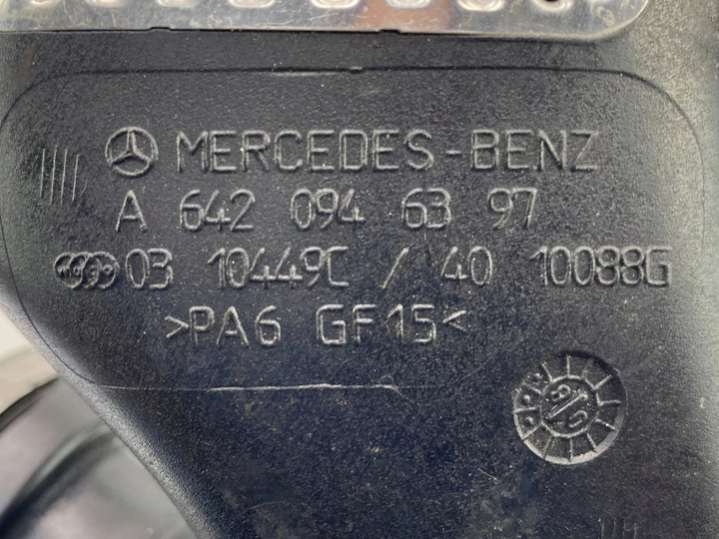 MERCEDES-BENZ
A 642 094 63 97
03 10449C / 40 10088G
>PA6 GF15<